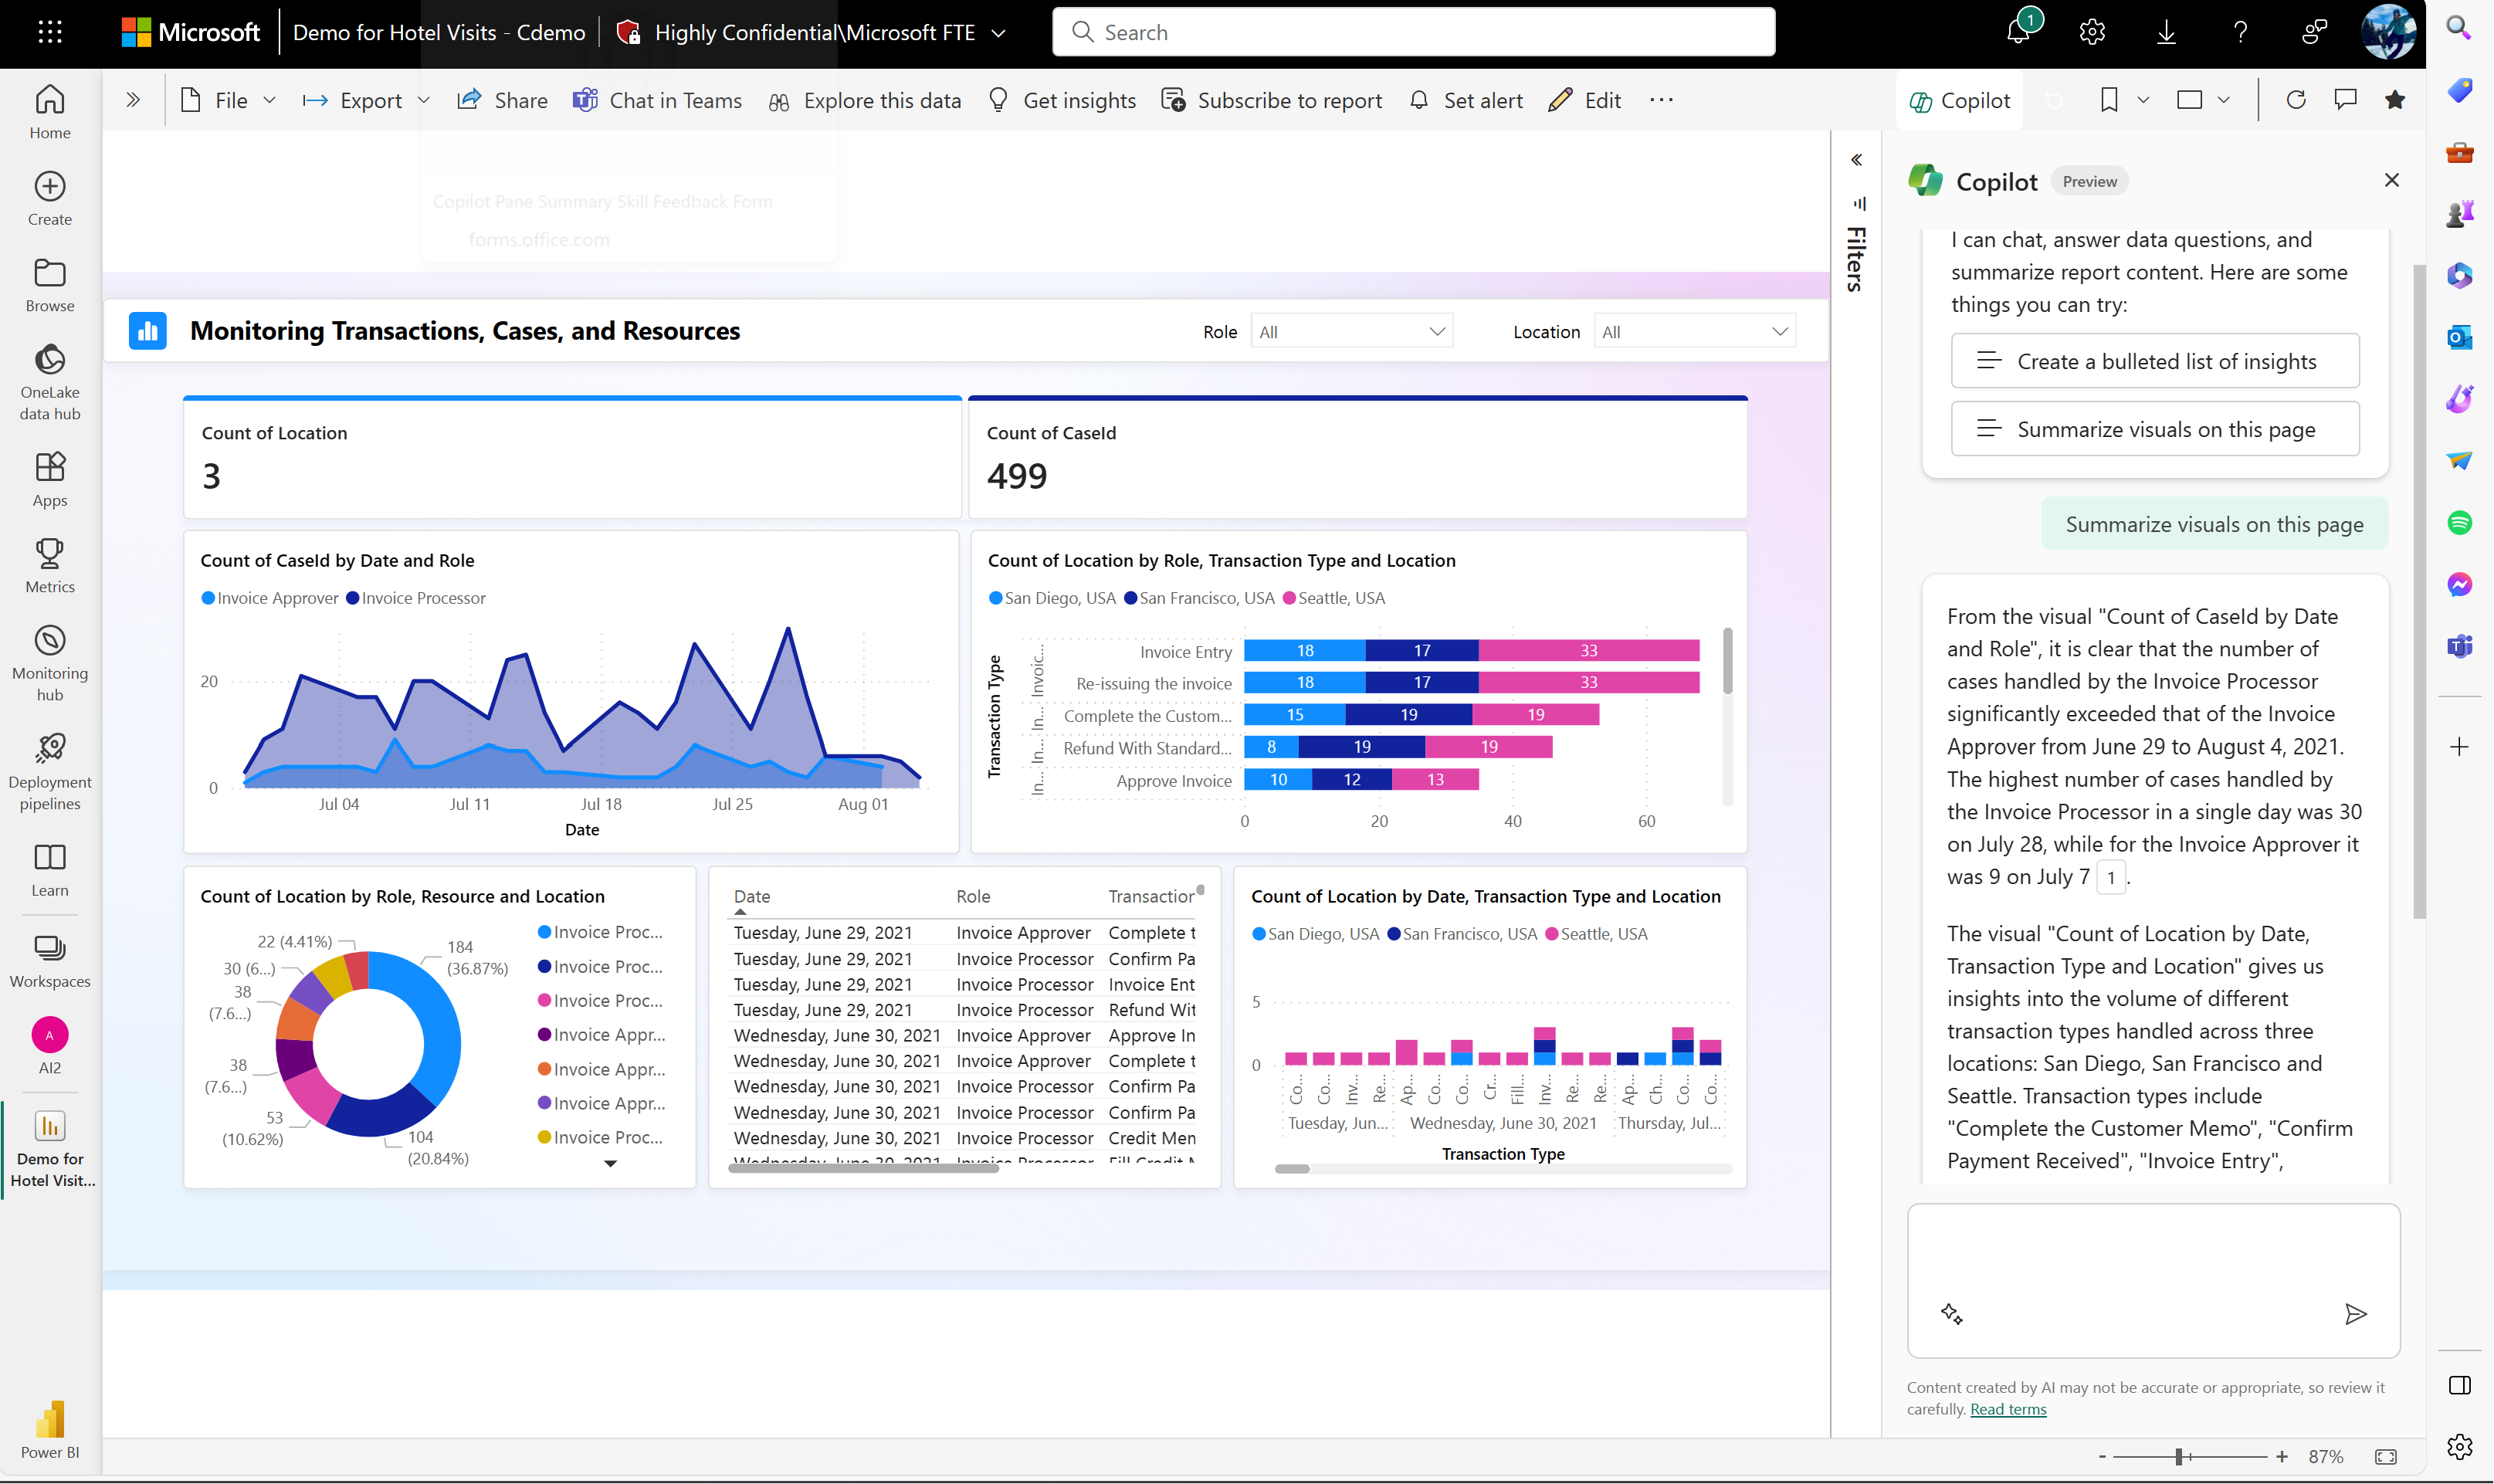 Microsoft
Demo for Hotel Visits - Cdemo
Highly Confidential\Microsoft FTE
Search
1
File
Export
Share
Chat in Teams
Explore this data
Get insights
Subscribe to report
Set alert
Edit
Copilot
Home
Create
Browse
OneLake
data hub
Apps
Metrics
Monitoring
hub
Deployment
pipelines
Learn
Workspaces
A
AI2
Demo for
Hotel Visit...
Power BI
Copilot Pane Summary Skill Feedback Form
forms.office.com
Monitoring Transactions, Cases, and Resources
Role
All
Location
All
Count of Location
3
Count of CaseId
499
Count of CaseId by Date and Role
Invoice Approver Invoice Processor
20
0
Jul 04 Jul 11 Jul 18 Jul 25 Aug 01
Date
Count of Location by Role, Transaction Type and Location
San Diego, USA San Francisco, USA Seattle, USA
Transaction Type
Invoic...
In...
In...
In...
Invoice Entry 18 17 33
Re-issuing the invoice 18 17 33
Complete the Custom... 15 19 19
Refund With Standard... 8 19 19
Approve Invoice 10 12 13
0 20 40 60
Count of Location by Role, Resource and Location
22 (4.41%)
184
(36.87%)
30 (6...)
38
(7.6...)
38
(7.6...)
53
(10.62%)
104
(20.84%)
Invoice Proc...
Invoice Proc...
Invoice Proc...
Invoice Appr...
Invoice Appr...
Invoice Appr...
Invoice Proc...
Date Role Transaction
Tuesday, June 29, 2021 Invoice Approver Complete t
Tuesday, June 29, 2021 Invoice Processor Confirm Pa
Tuesday, June 29, 2021 Invoice Processor Invoice Ent
Tuesday, June 29, 2021 Invoice Processor Refund Wit
Wednesday, June 30, 2021 Invoice Approver Approve In
Wednesday, June 30, 2021 Invoice Approver Complete t
Wednesday, June 30, 2021 Invoice Processor Confirm Pa
Wednesday, June 30, 2021 Invoice Processor Confirm Pa
Wednesday, June 30, 2021 Invoice Processor Credit Mem
Wednesday, June 30, 2021 Invoice Processor
Count of Location by Date, Transaction Type and Location
San Diego, USA San Francisco, USA Seattle, USA
5
0
Co... Co... Inv... Re... Ap... Co... Co... Cr... Fill... Inv... Re... Re... Ap... Ch... Co... Co...
Tuesday, Jun... Wednesday, June 30, 2021 Thursday, Jul...
Transaction Type
Filters
Copilot Preview
I can chat, answer data questions, and
summarize report content. Here are some
things you can try:
Create a bulleted list of insights
Summarize visuals on this page
Summarize visuals on this page
From the visual "Count of CaseId by Date
and Role", it is clear that the number of
cases handled by the Invoice Processor
significantly exceeded that of the Invoice
Approver from June 29 to August 4, 2021.
The highest number of cases handled by
the Invoice Processor in a single day was 30
on July 28, while for the Invoice Approver it
was 9 on July 7 1 .
The visual "Count of Location by Date,
Transaction Type and Location" gives us
insights into the volume of different
transaction types handled across three
locations: San Diego, San Francisco and
Seattle. Transaction types include
"Complete the Customer Memo", "Confirm
Payment Received", "Invoice Entry",
Content created by AI may not be accurate or appropriate, so review it
carefully. Read terms
- + 87%